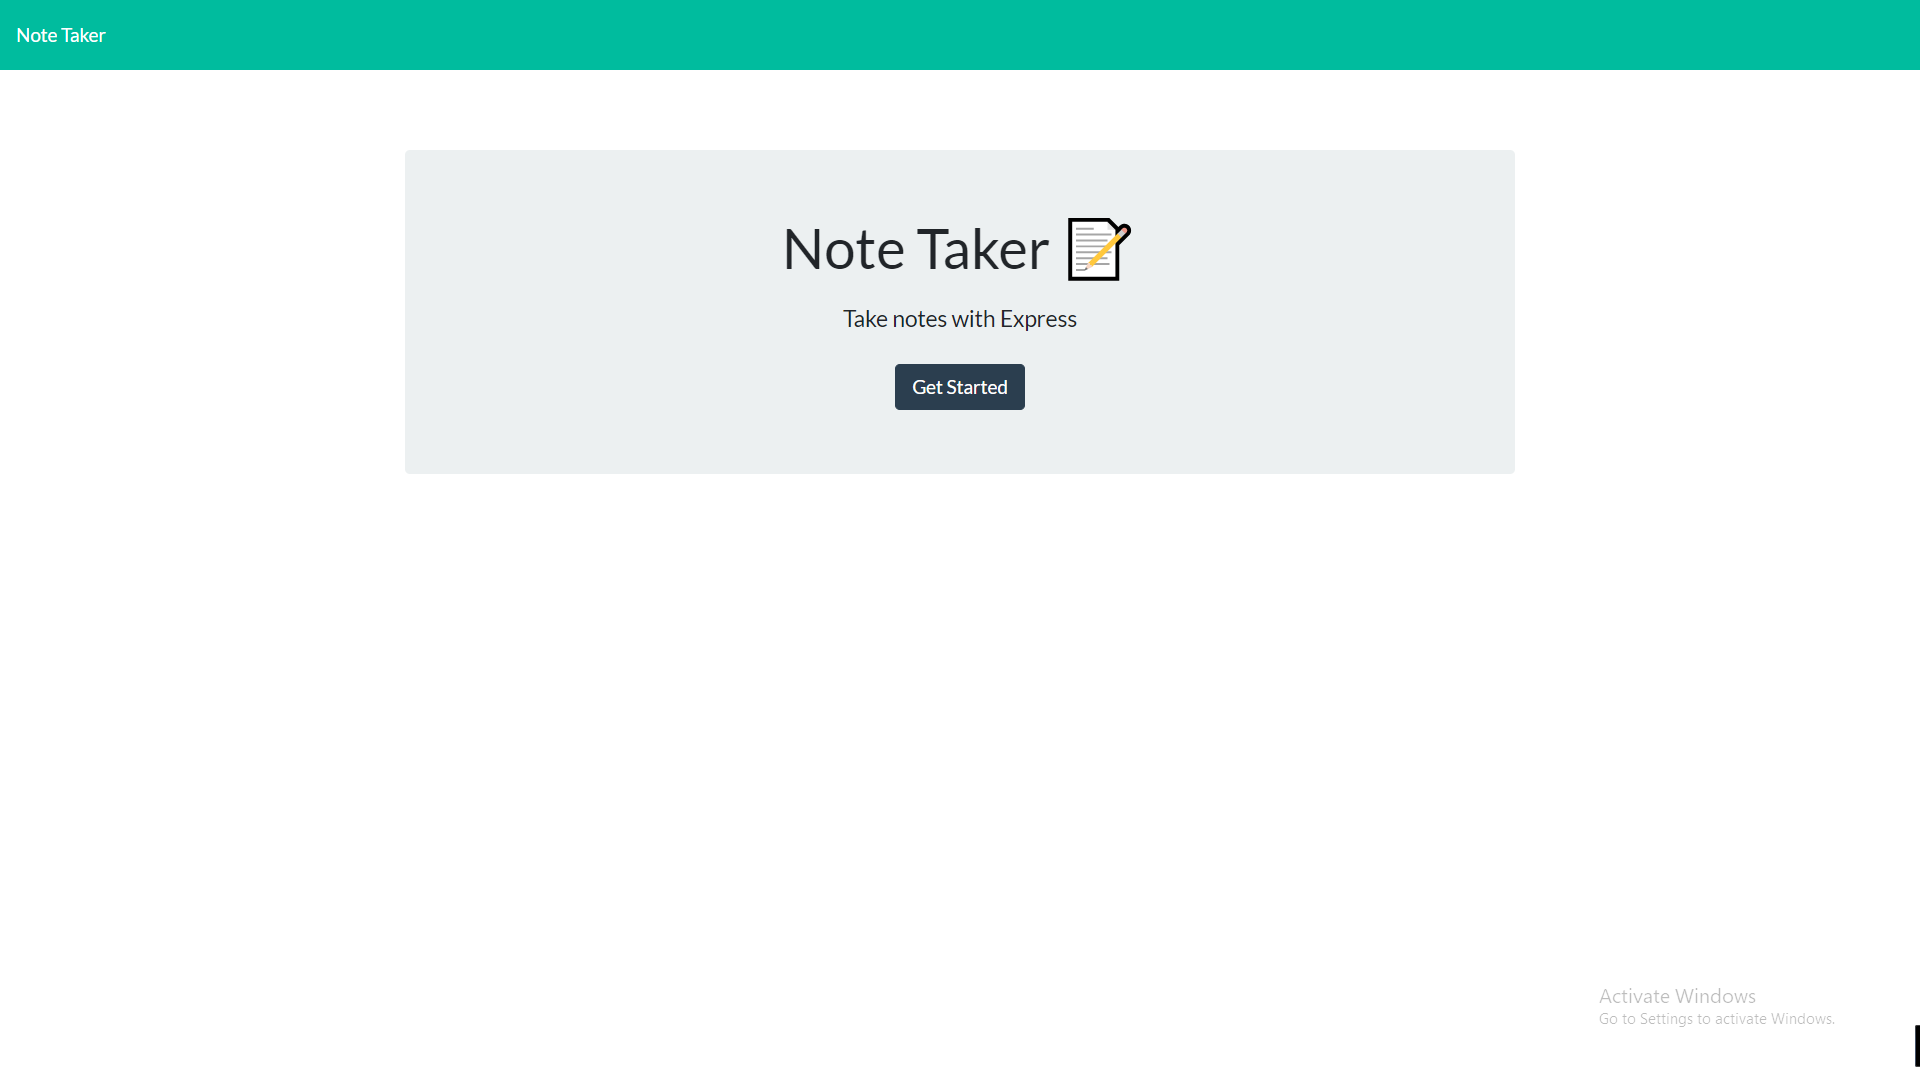 Note Taker
Note Taker 📝
Take notes with Express
Get Started
Activate Windows
Go to Settings to activate Windows.